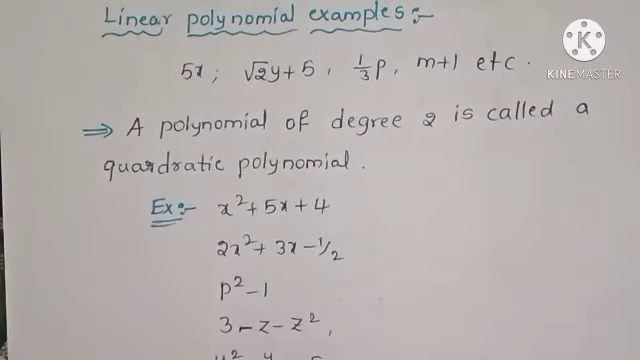 Linear polynomial examples:-
5x; √2y+5, 1/3p, m+1 etc.
K
KINEMASTER
⇒ A polynomial of degree 2 is called a
quardratic polynomial.
Ex:- x²+5x+4
2x²+3x-1/2
p²-1
3-z-z²,